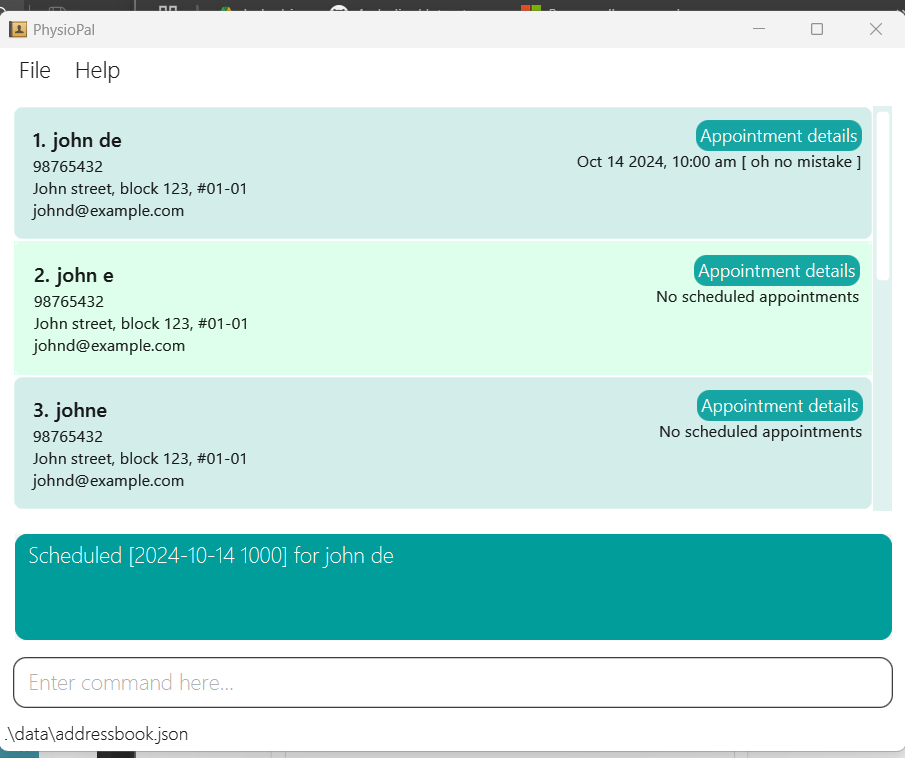 PhysioPal
File Help
1. john de
98765432
John street, block 123, #01-01
johnd@example.com
Appointment details
Oct 14 2024, 10:00 am [ oh no mistake ]
2. john e
98765432
John street, block 123, #01-01
johnd@example.com
Appointment details
No scheduled appointments
3. johne
98765432
John street, block 123, #01-01
johnd@example.com
Appointment details
No scheduled appointments
Scheduled [2024-10-14 1000] for john de
Enter command here...
.\data\addressbook.json